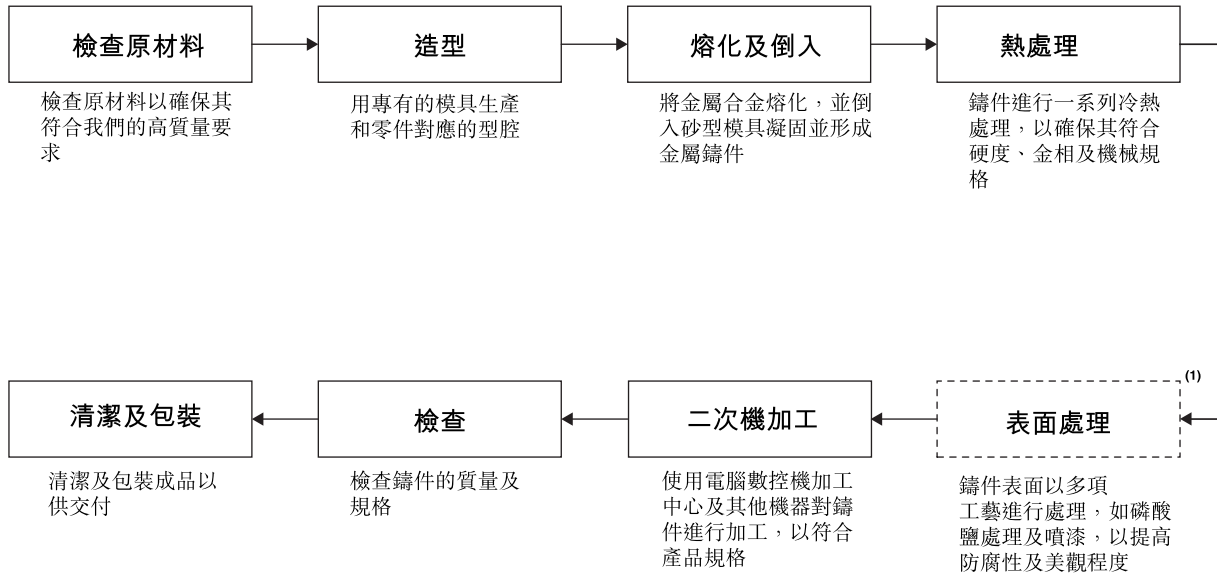 檢查原材料
檢查原材料以確保其
符合我們的高質量要
求
造型
用專有的模具生產
和零件對應的型腔
熔化及倒入
將金屬合金熔化，並倒
入砂型模具凝固並形成
金屬鑄件
熱處理
鑄件進行一系列冷熱
處理，以確保其符合
硬度、金相及機械規
格
(1)
表面處理
鑄件表面以多項
工藝進行處理，如磷酸
鹽處理及噴漆，以提高
防腐性及美觀程度
二次機加工
使用電腦數控機加工
中心及其他機器對鑄
件進行加工，以符合
產品規格
檢查
檢查鑄件的質量及
規格
清潔及包裝
清潔及包裝成品以
供交付